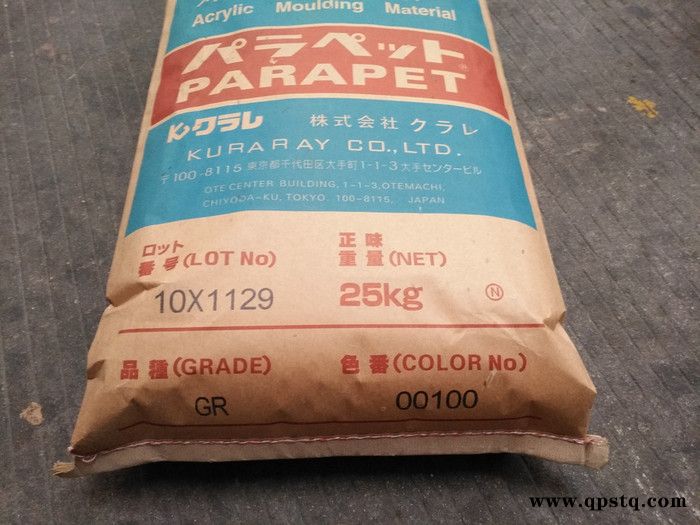 Acrylic Moulding Material
パラペット
PARAPET
クラレ 株式会社 クラレ
KURARAY CO.,LTD.
〒100-8115 東京都千代田区大手町1-1-3大手センタービル
OTE CENTER BUILDING, 1-1-3,OTEMACHI,
CHIYODA-KU, TOKYO. 100-8115, JAPAN
ロット 正味
番号(LOT No) 重量(NET)
10X1129 25kg N
品種(GRADE) 色番(COLOR No)
GR 00100
www.qpstq.com